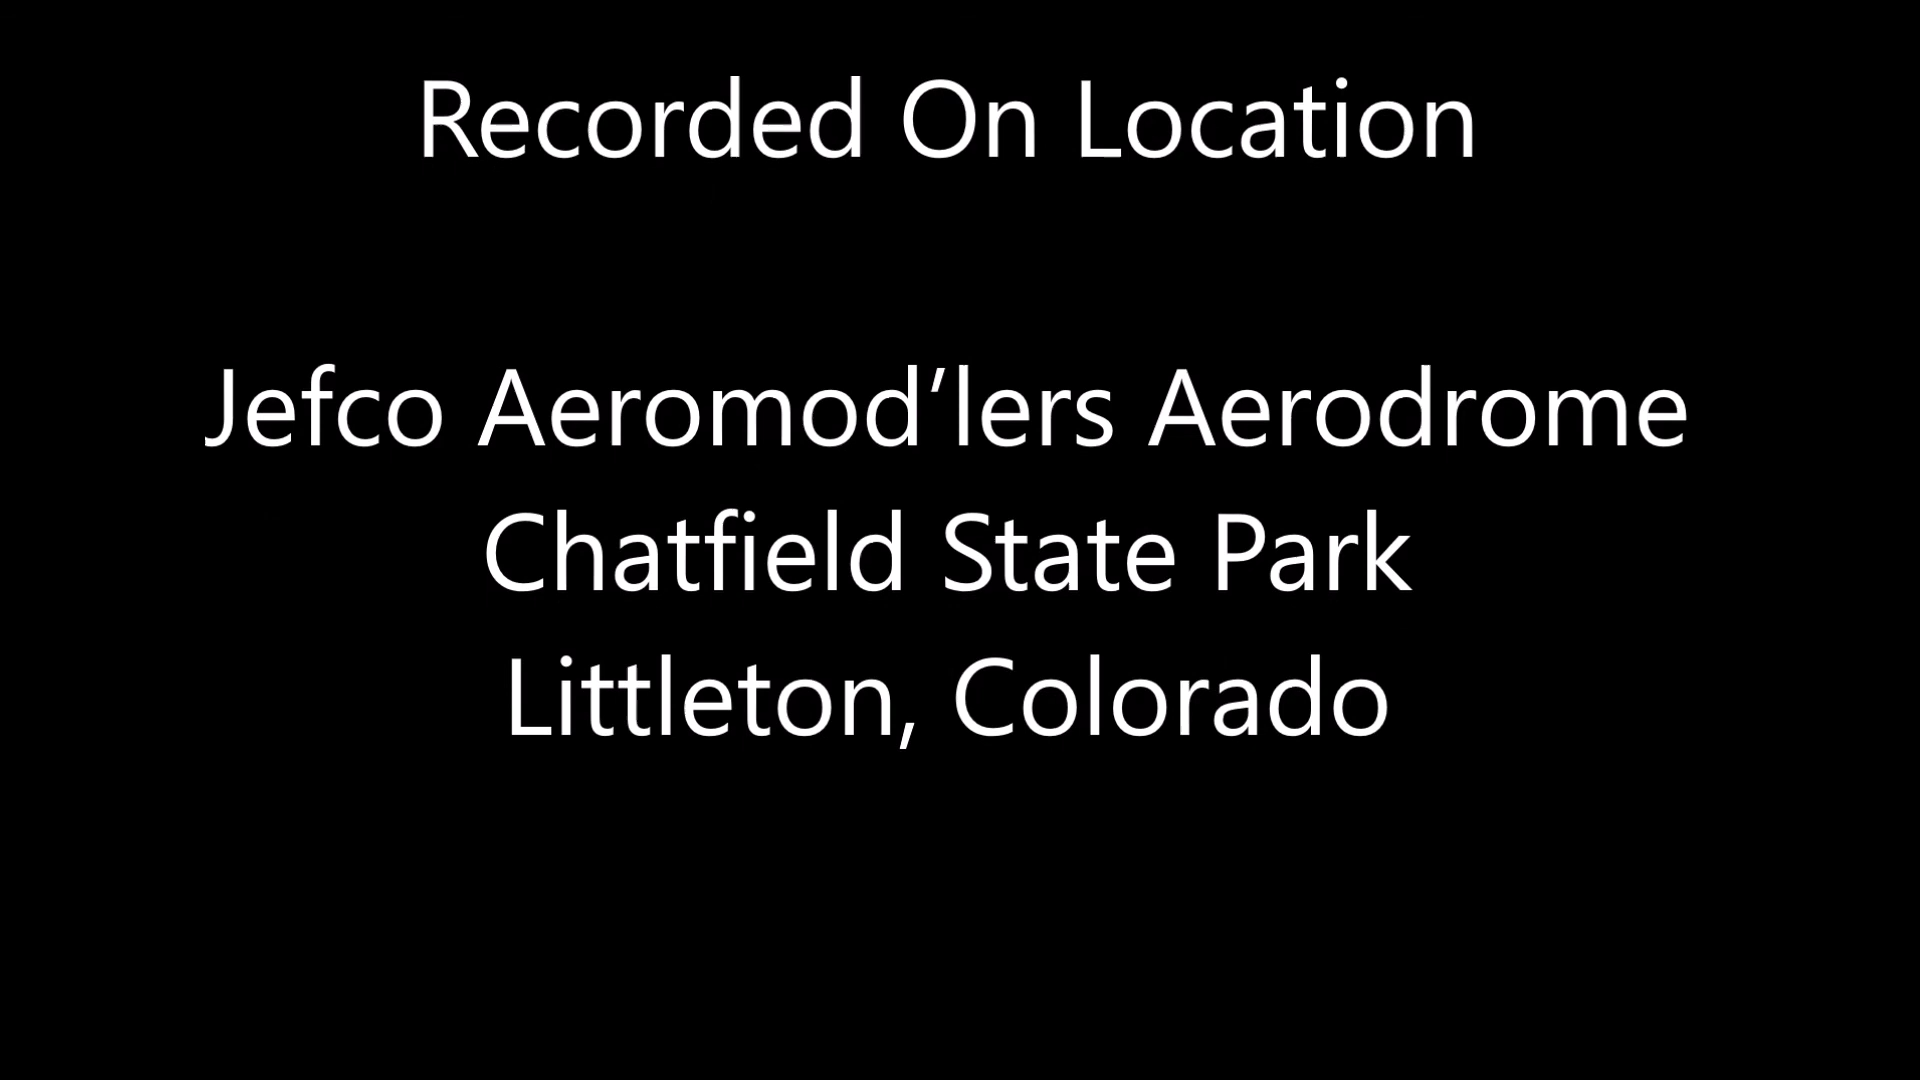 Recorded On Location
Jefco Aeromod’lers Aerodrome
Chatfield State Park
Littleton, Colorado